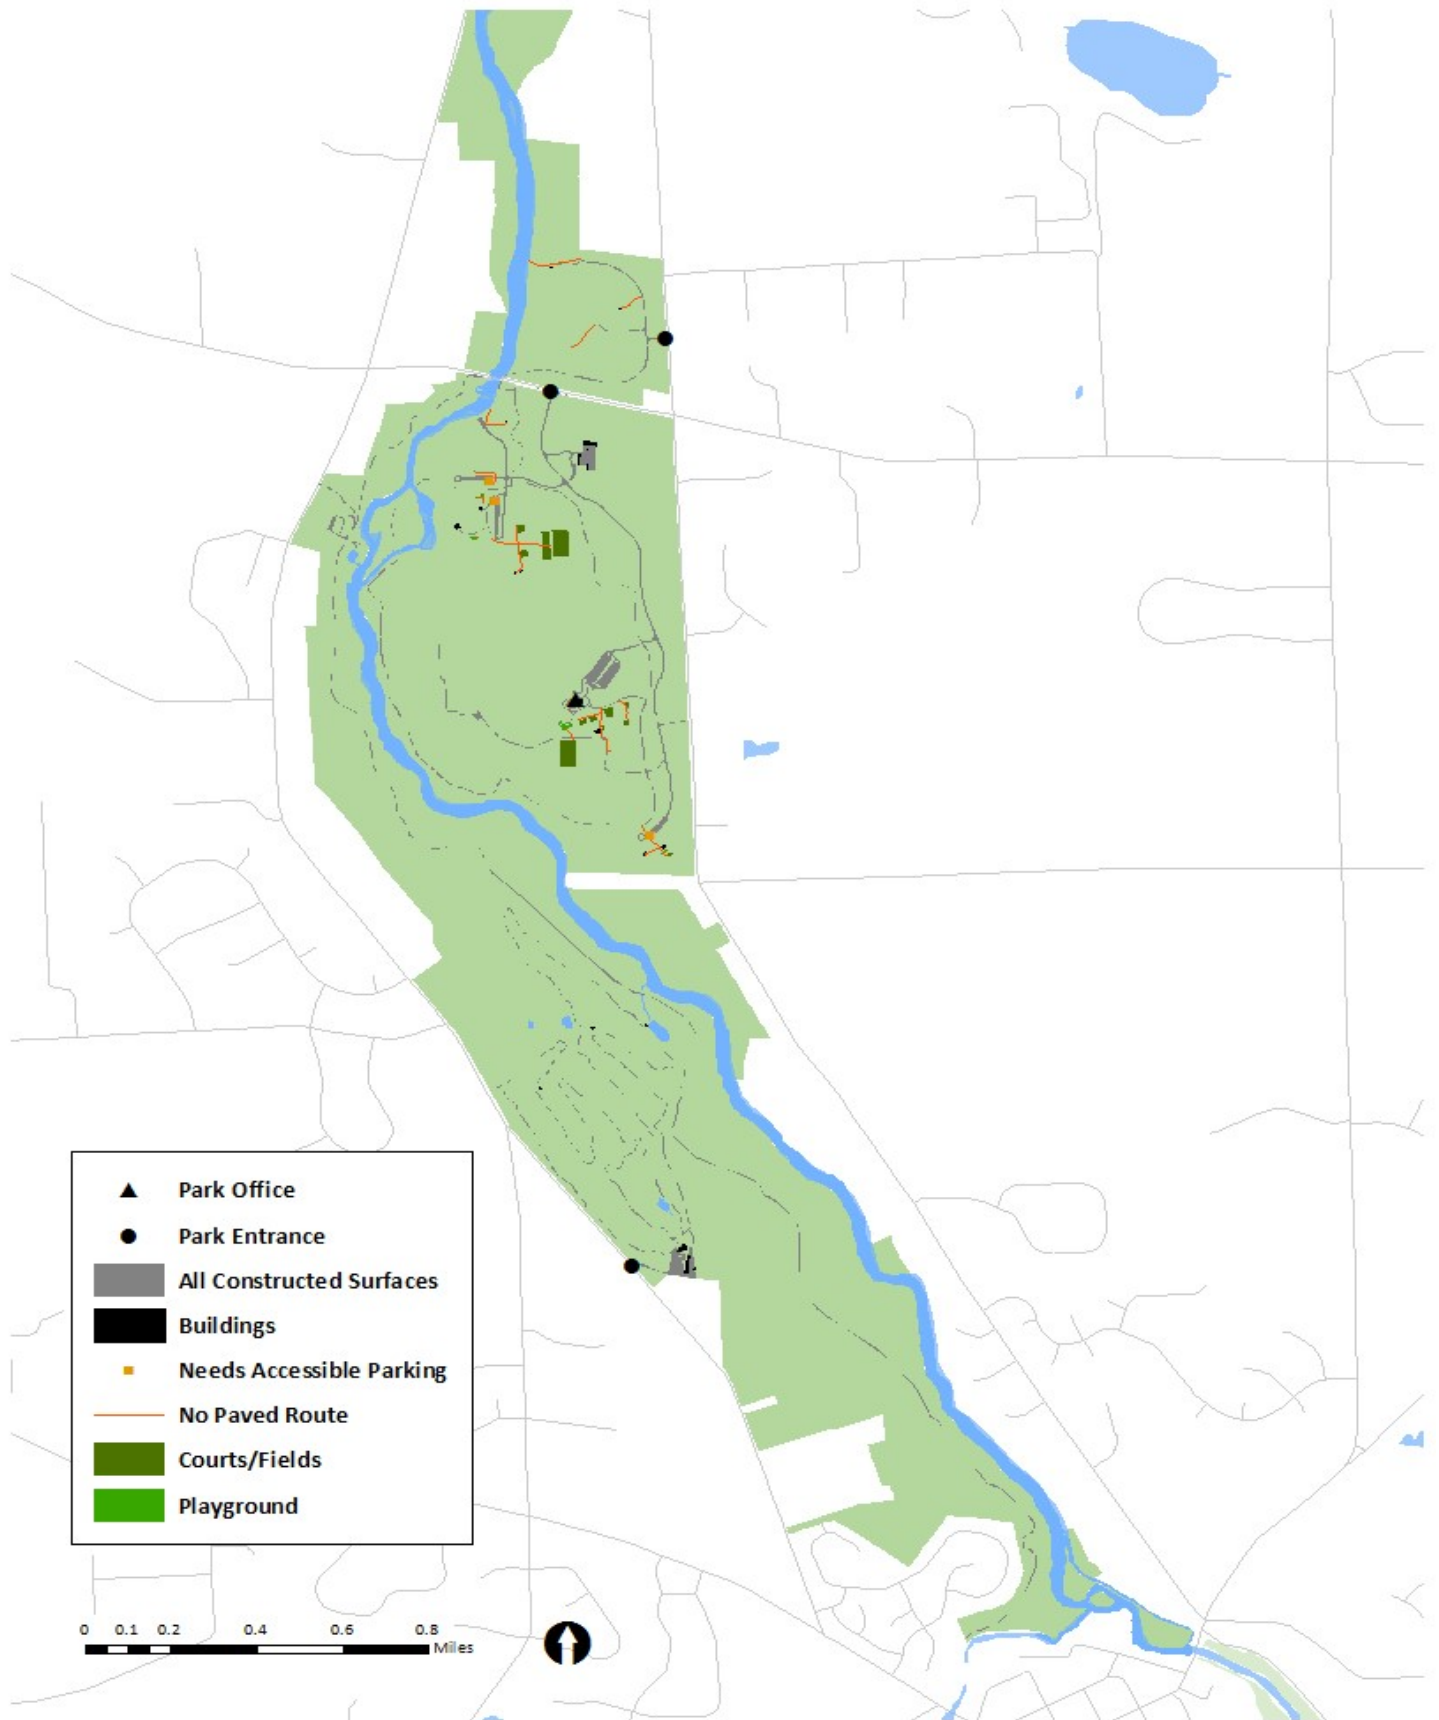 Park Office
Park Entrance
All Constructed Surfaces
Buildings
Needs Accessible Parking
No Paved Route
Courts/Fields
Playground
0 0.1 0.2 0.4 0.6 0.8
Miles